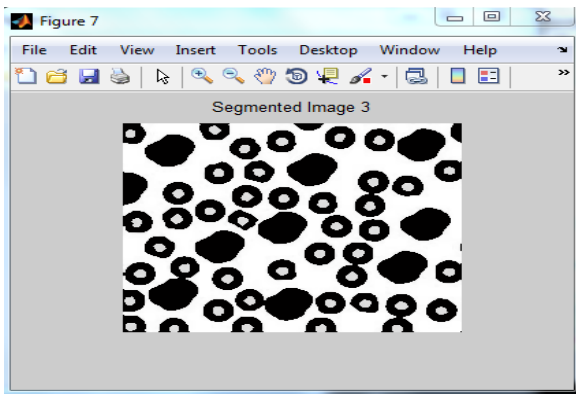 Figure 7
File Edit View Insert Tools Desktop Window Help
Segmented Image 3